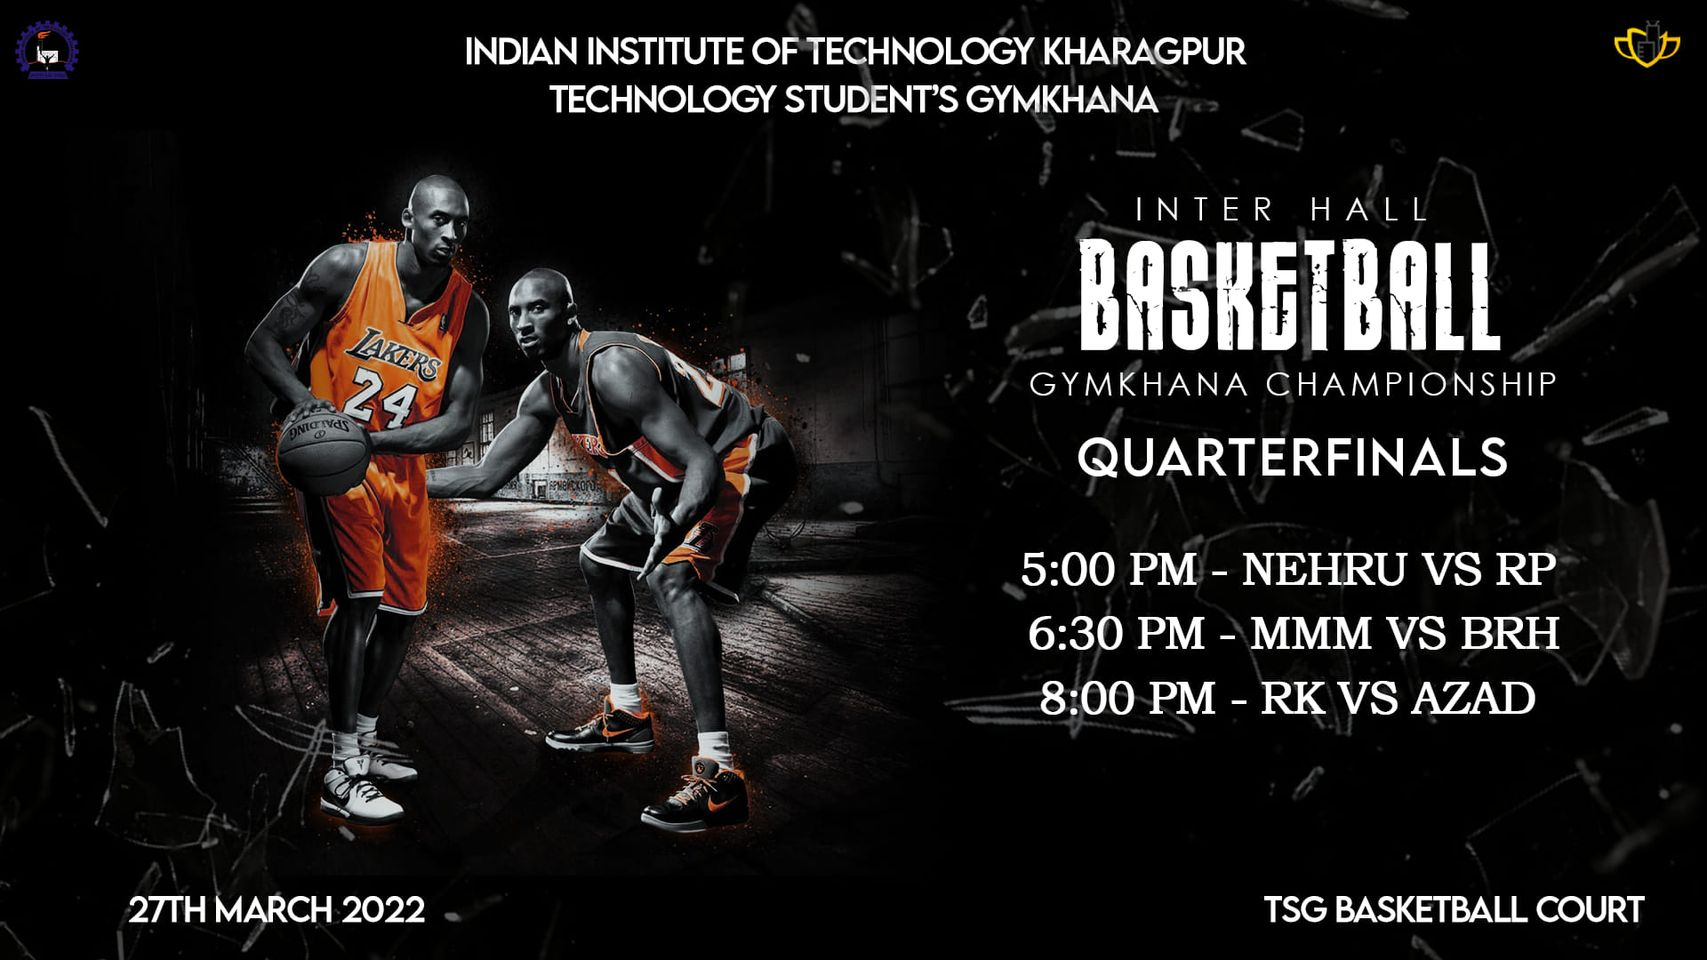 INDIAN INSTITUTE OF TECHNOLOGY KHARAGPUR
TECHNOLOGY STUDENT'S GYMKHANA
INTER HALL
BASKETBALL
GYMKHANA CHAMPIONSHIP
QUARTERFINALS
5:00 PM - NEHRU VS RP
6:30 PM - MMM VS BRH
8:00 PM - RK VS AZAD
LAKERS
24
SPALDING
27TH MARCH 2022
TSG BASKETBALL COURT